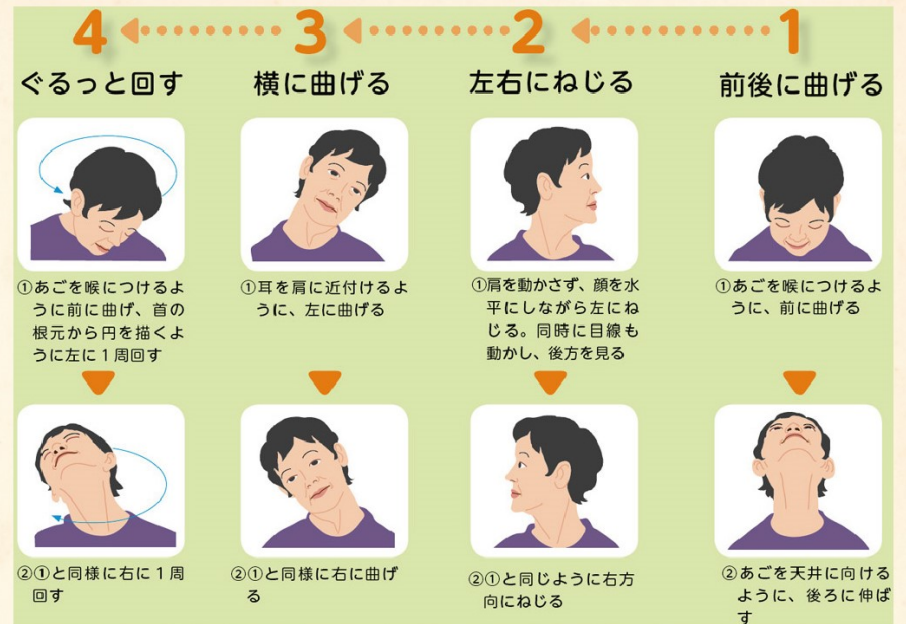 1
前後に曲げる
①あごを喉につけるよ
うに、前に曲げる
②あごを天井に向ける
ように、後ろに伸ば
す
2
左右にねじる
①肩を動かさず、顔を水
平にしながら左にね
じる。同時に目線も
動かし、後方を見る
②①と同じように右方
向にねじる
3
横に曲げる
①耳を肩に近付けるよ
うに、左に曲げる
②①と同様に右に曲げ
る
4
ぐるっと回す
①あごを喉につけるよ
うに前に曲げ、首の
根元から円を描くよ
うに左に1周回す
②①と同様に右に1周
回す